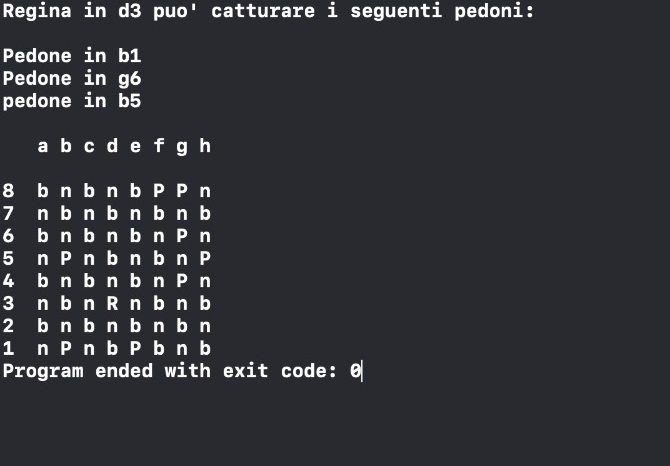 Regina in d3 puo' catturare i seguenti pedoni:
Pedone in b1
Pedone in g6
pedone in b5
a b c d e f g h
8 b n b n b P P n
7 n b n b n b n b
6 b n b n b n P n
5 n P n b n b n P
4 b n b n b n P n
3 n b n R n b n b
2 b n b n b n b n
1 n P n b P b n b
Program ended with exit code: 0